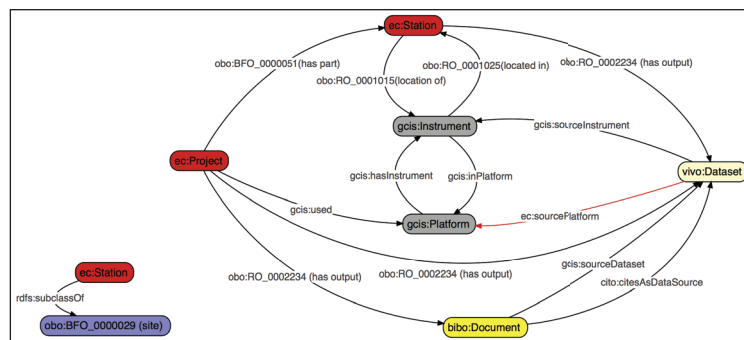 ec:Station
obo:BFO_0000051(has part)
obo:RO_0001025(located in)
obo:RO_0002234 (has output)
obo:RO_0001015(location of)
gcis:Instrument
gcis:sourceInstrument
ec:Project
vivo:Dataset
gcis:hasInstrument
gcis:inPlatform
gcis:used
gcis:Platform
ec:sourcePlatform
gcis:sourceDataset
obo:RO_0002234 (has output)
obo:RO_0002234 (has output)
cito:citesAsDataSource
ec:Station
rdfs:subclassOf
obo:BFO_0000029 (site)
bibo:Document